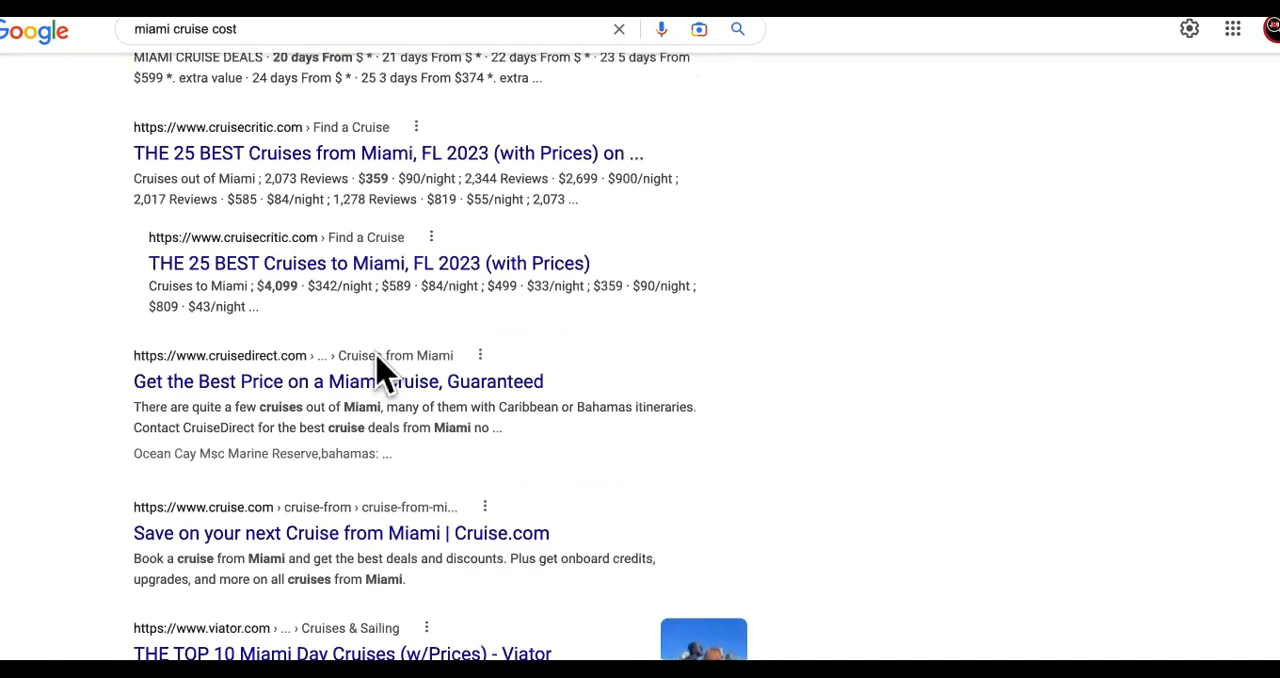 Google
miami cruise cost
MIAMI CRUISE DEALS · 20 days From $ * · 21 days From $ * · 22 days From $ * · 23 5 days From
$599 *. extra value · 24 days From $ * · 25 3 days From $374 *. extra ...
https://www.cruisecritic.com › Find a Cruise
THE 25 BEST Cruises from Miami, FL 2023 (with Prices) on ...
Cruises out of Miami ; 2,073 Reviews · $359 · $90/night ; 2,344 Reviews · $2,699 · $900/night ;
2,017 Reviews · $585 · $84/night ; 1,278 Reviews · $819 · $55/night ; 2,073 ...
https://www.cruisecritic.com › Find a Cruise
THE 25 BEST Cruises to Miami, FL 2023 (with Prices)
Cruises to Miami ; $4,099 · $342/night ; $589 · $84/night ; $499 · $33/night ; $359 · $90/night ;
$809 · $43/night ...
https://www.cruisedirect.com › ... › Cruises from Miami
Get the Best Price on a Miami Cruise, Guaranteed
There are quite a few cruises out of Miami, many of them with Caribbean or Bahamas itineraries.
Contact CruiseDirect for the best cruise deals from Miami no ...
Ocean Cay Msc Marine Reserve,bahamas: ...
https://www.cruise.com › cruise-from › cruise-from-mi...
Save on your next Cruise from Miami | Cruise.com
Book a cruise from Miami and get the best deals and discounts. Plus get onboard credits,
upgrades, and more on all cruises from Miami.
https://www.viator.com › ... › Cruises & Sailing
THE TOP 10 Miami Day Cruises (w/Prices) - Viator